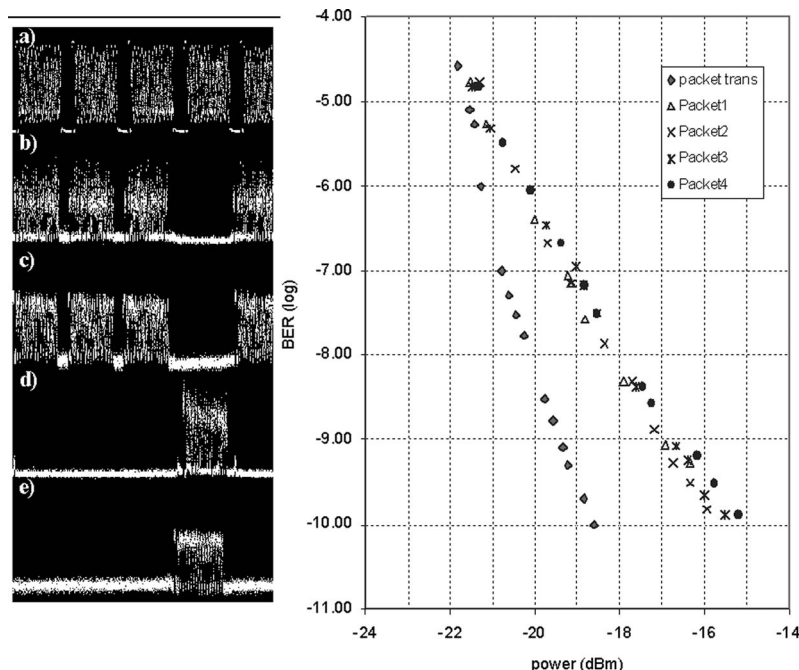 a)
b)
c)
d)
e)
-4.00
-5.00
-6.00
-7.00
-8.00
-9.00
-10.00
-11.00
BER (log)
packet trans
Packet1
Packet2
Packet3
Packet4
-24
-22
-20
-18
-16
-14
power (dBm)